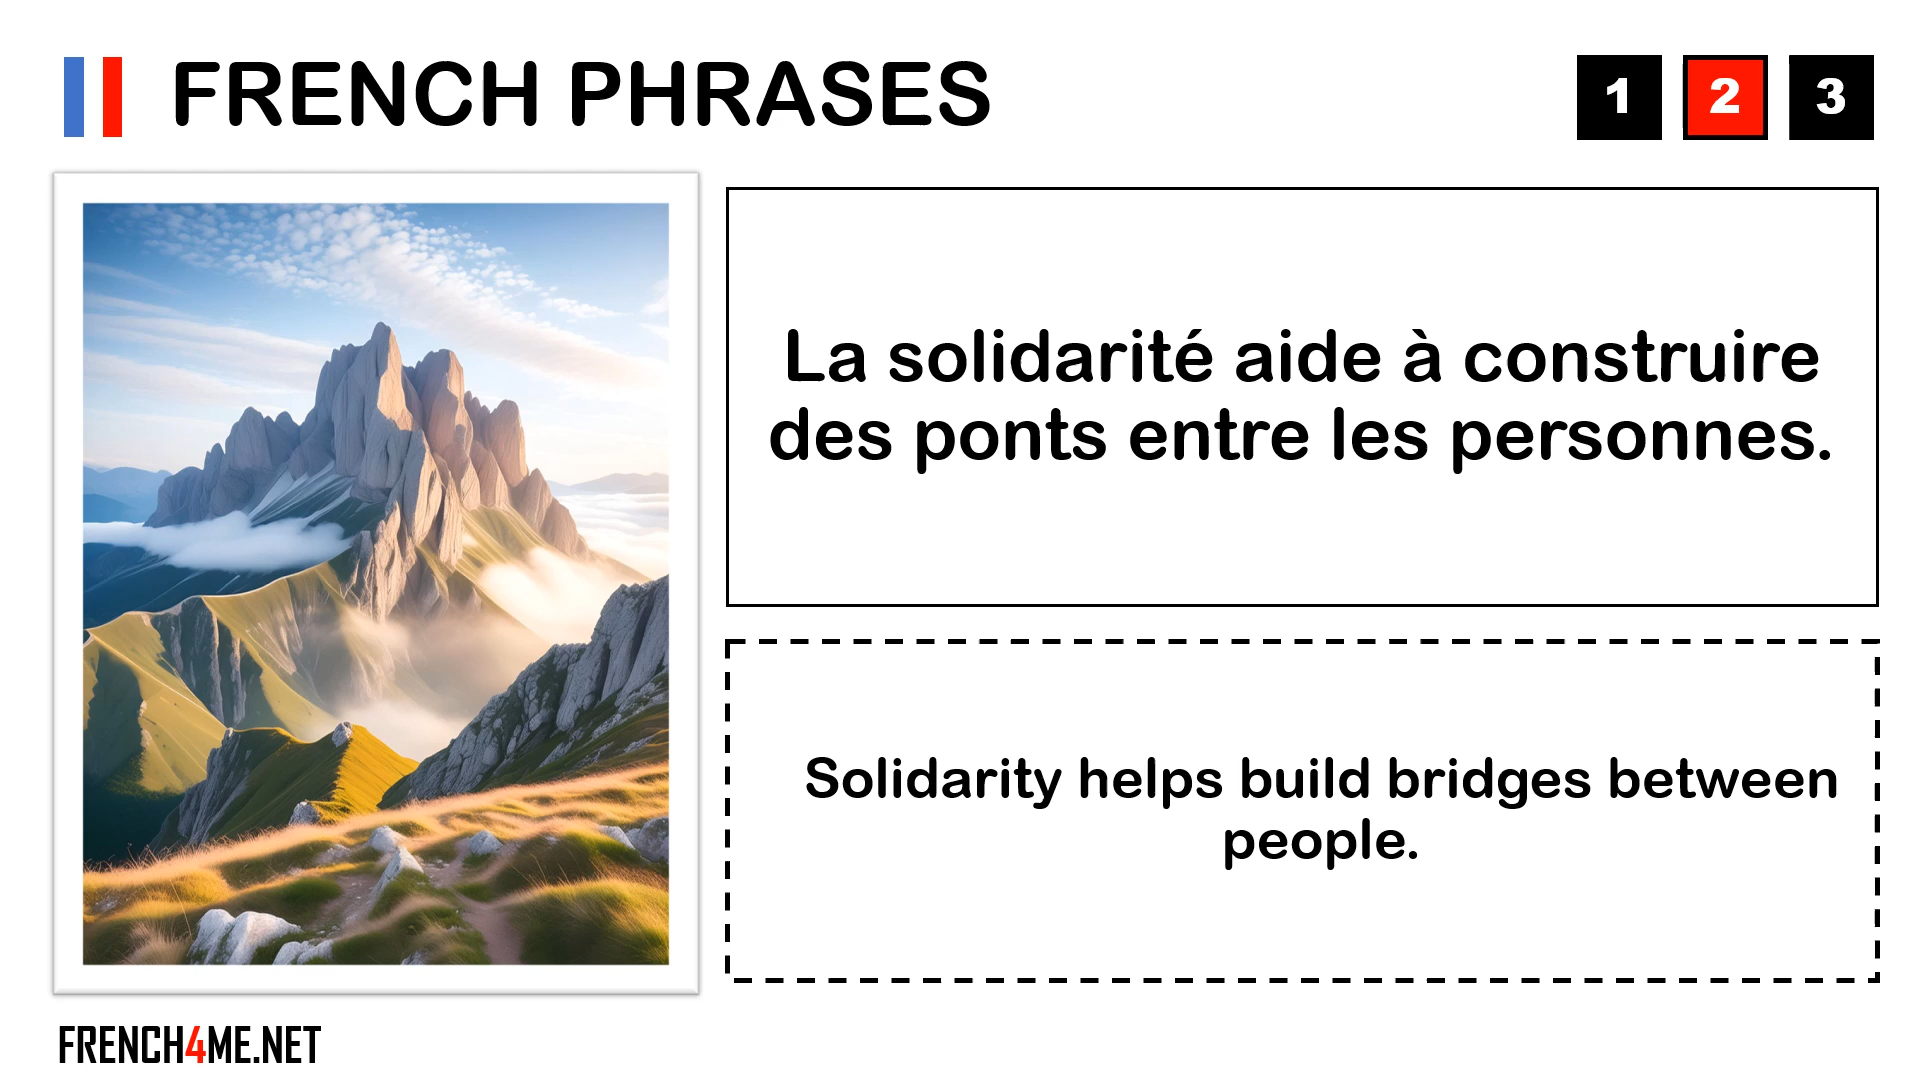 FRENCH PHRASES
1 2 3
La solidarité aide à construire
des ponts entre les personnes.
Solidarity helps build bridges between
people.
FRENCH4ME.NET